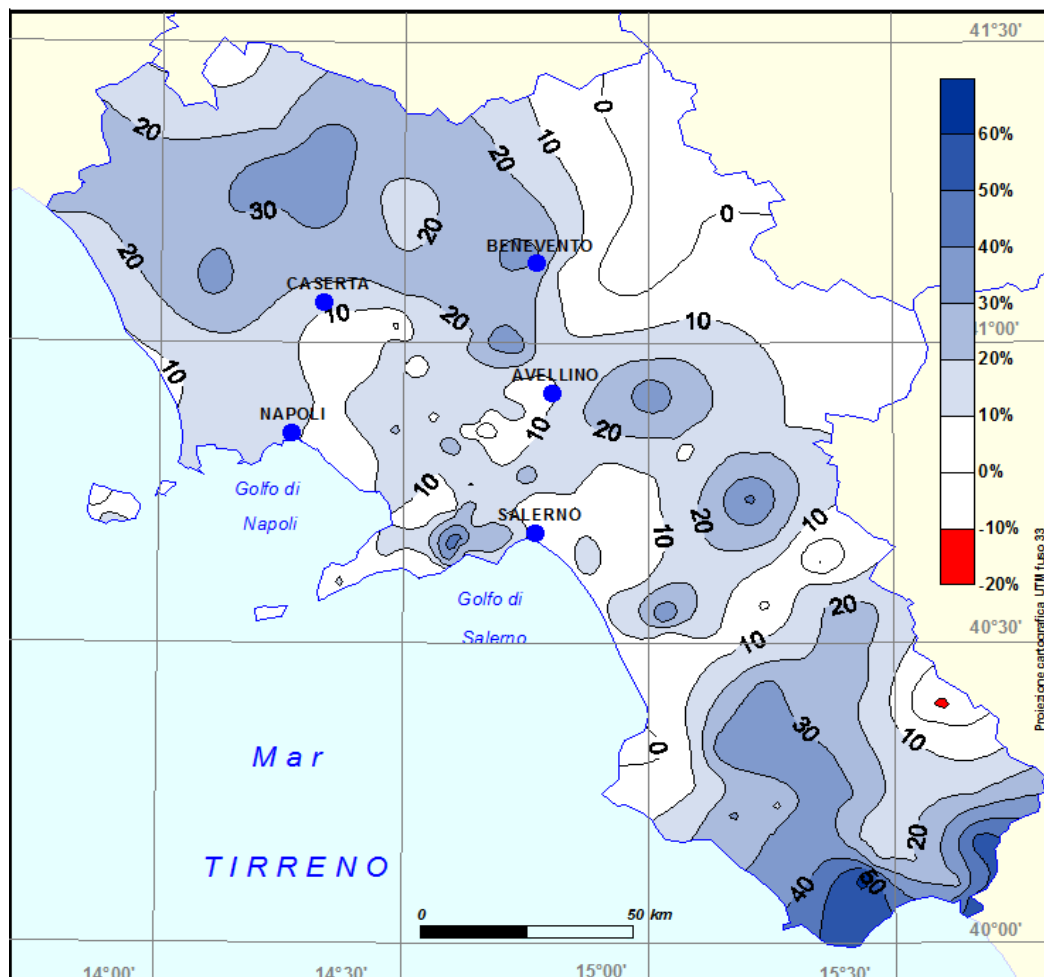 41°30'
0
10
20
20
60%
50%
40%
30
20
0
30%
BENEVENTO
20
CASERTA
10
20
10
41°00'
20%
10
AVELLINO
10%
NAPOLI
10
20
0%
Golfo di
Napoli
10
SALERNO
20
10
10
-10%
-20%
Golfo di
Salerno
20
10
40°30'
Proiezione cartografica UTM fuso 33
30
10
0
Mar
20
TIRRENO
40
50
0 50 km
40°00'
14°00' 14°30' 15°00' 15°30'